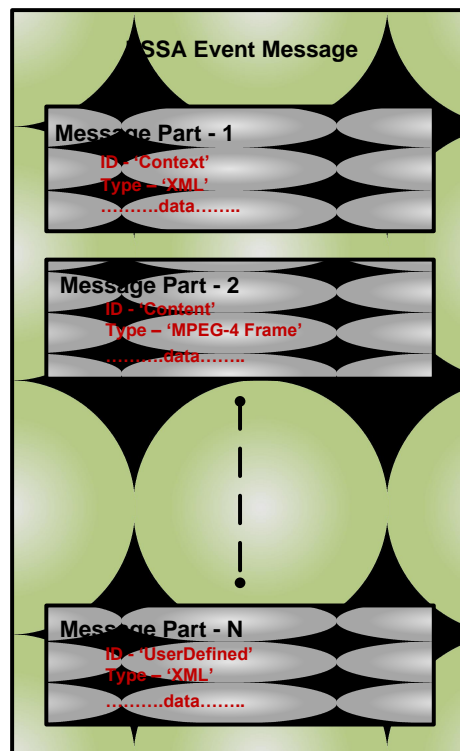 SSA Event Message
Message Part - 1
ID - ‘Context’
Type – ‘XML’
……….data……..
Message Part - 2
ID - ‘Content’
Type – ‘MPEG-4 Frame’
……….data……..
Message Part - N
ID - ‘UserDefined’
Type – ‘XML’
……….data……..